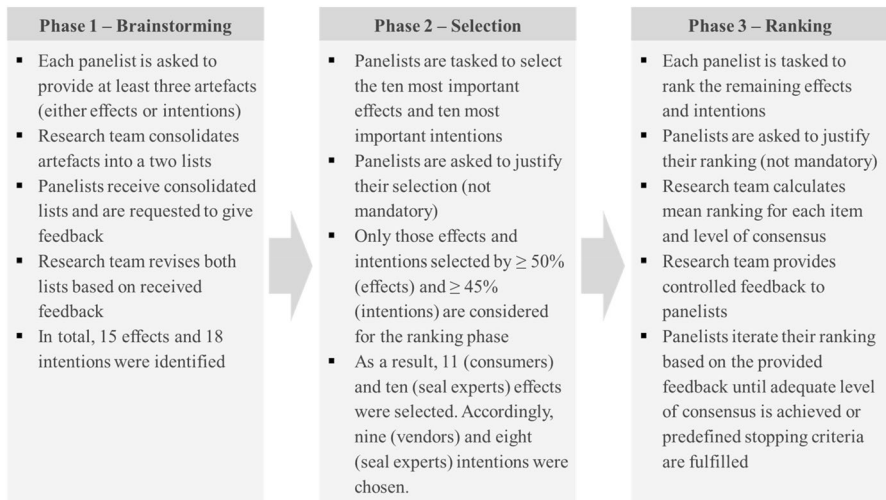 Phase 1 – Brainstorming
▪ Each panelist is asked to
provide at least three artefacts
(either effects or intentions)
▪ Research team consolidates
artefacts into a two lists
▪ Panelists receive consolidated
lists and are requested to give
feedback
▪ Research team revises both
lists based on received
feedback
▪ In total, 15 effects and 18
intentions were identified
Phase 2 – Selection
▪ Panelists are tasked to select
the ten most important
effects and ten most
important intentions
▪ Panelists are asked to justify
their selection (not
mandatory)
▪ Only those effects and
intentions selected by ≥ 50%
(effects) and ≥ 45%
(intentions) are considered
for the ranking phase
▪ As a result, 11 (consumers)
and ten (seal experts) effects
were selected. Accordingly,
nine (vendors) and eight
(seal experts) intentions were
chosen.
Phase 3 – Ranking
▪ Each panelist is tasked to
rank the remaining effects
and intentions
▪ Panelists are asked to justify
their ranking (not mandatory)
▪ Research team calculates
mean ranking for each item
and level of consensus
▪ Research team provides
controlled feedback to
panelists
▪ Panelists iterate their ranking
based on the provided
feedback until adequate level
of consensus is achieved or
predefined stopping criteria
are fulfilled